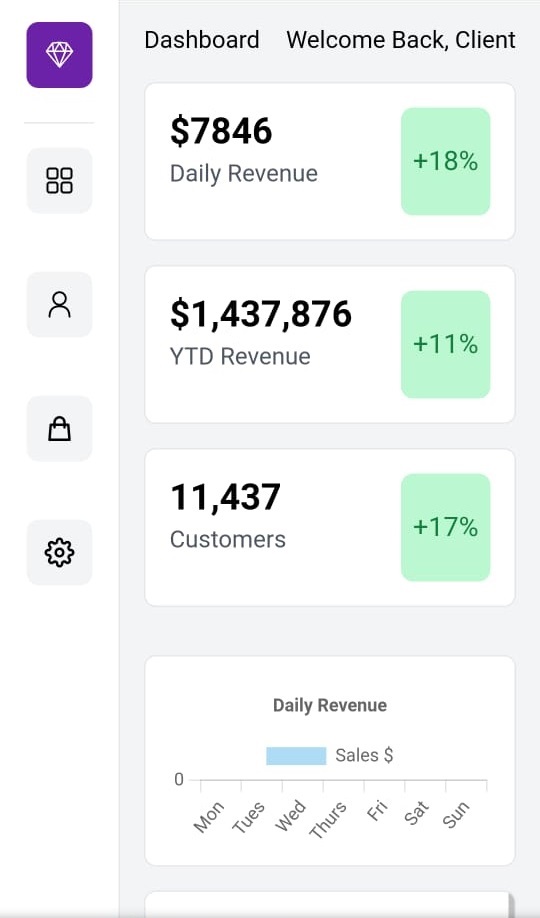 Dashboard Welcome Back, Client
$7846
Daily Revenue
+18%
$1,437,876
YTD Revenue
+11%
11,437
Customers
+17%
Daily Revenue
Sales $
0
Mon Tues Wed Thurs Fri Sat Sun